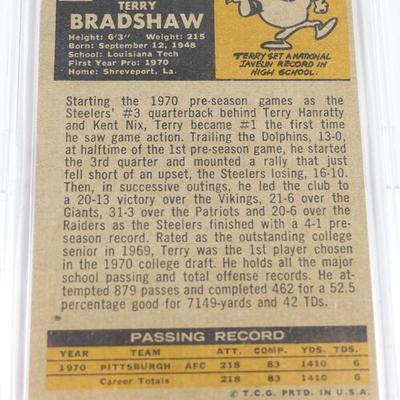 TERRY
BRADSHAW
Height: 6'3" Weight: 215
Born: September 12, 1948
School: Louisiana Tech
First Year Pro: 1970
Home: Shreveport, La.
TERRY SET A NATIONAL
JAVELIN RECORD IN
HIGH SCHOOL.
Starting the 1970 pre-season games as the
Steelers' #3 quarterback behind Terry Hanratty
and Kent Nix, Terry became #1 the first time
he saw game action. Trailing the Dolphins, 13-0,
at halftime of the 1st pre-season game, he started
the 3rd quarter and mounted a rally that just
fell short of an upset, the Steelers losing, 16-10.
Then, in successive outings, he led the club to
a 20-13 victory over the Vikings, 21-6 over the
Giants, 31-3 over the Patriots and 20-6 over the
Raiders as the Steelers finished with a 4-1 pre-
season record. Rated as the outstanding college
senior in 1969, Terry was the 1st player chosen
in the 1970 college draft. He holds all the major
school passing and total offense records. He at-
tempted 879 passes and completed 462 for a 52.5
percentage good for 7149-yards and 42 TDs.
PASSING RECORD
YEAR TEAM ATT. COMP. YDS. TDS.
1970 PITTSBURGH AFC 218 83 1410 6
Career Totals 218 83 1410 6
© T.C.G. PRTD. IN U.S.A.